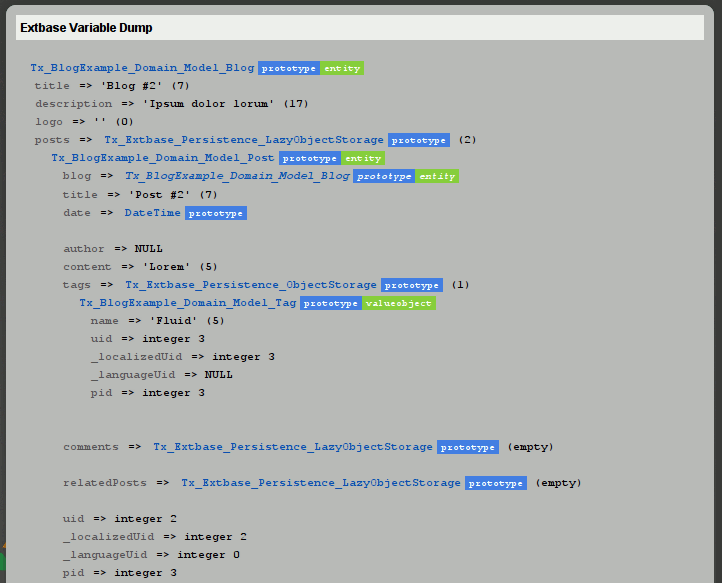 Extbase Variable Dump
Tx_BlogExample_Domain_Model_Blog prototype entity
title => 'Blog #2' (7)
description => 'Ipsum dolor lorum' (17)
logo => '' (0)
posts => Tx_Extbase_Persistence_LazyObjectStorage prototype (2)
Tx_BlogExample_Domain_Model_Post prototype entity
blog => Tx_BlogExample_Domain_Model_Blog prototype entity
title => 'Post #2' (7)
date => DateTime prototype
author => NULL
content => 'Lorem' (5)
tags => Tx_Extbase_Persistence_ObjectStorage prototype (1)
Tx_BlogExample_Domain_Model_Tag prototype valueobject
name => 'Fluid' (5)
uid => integer 3
_localizedUid => integer 3
_languageUid => NULL
pid => integer 3
comments => Tx_Extbase_Persistence_LazyObjectStorage prototype (empty)
relatedPosts => Tx_Extbase_Persistence_LazyObjectStorage prototype (empty)
uid => integer 2
_localizedUid => integer 2
_languageUid => integer 0
pid => integer 3